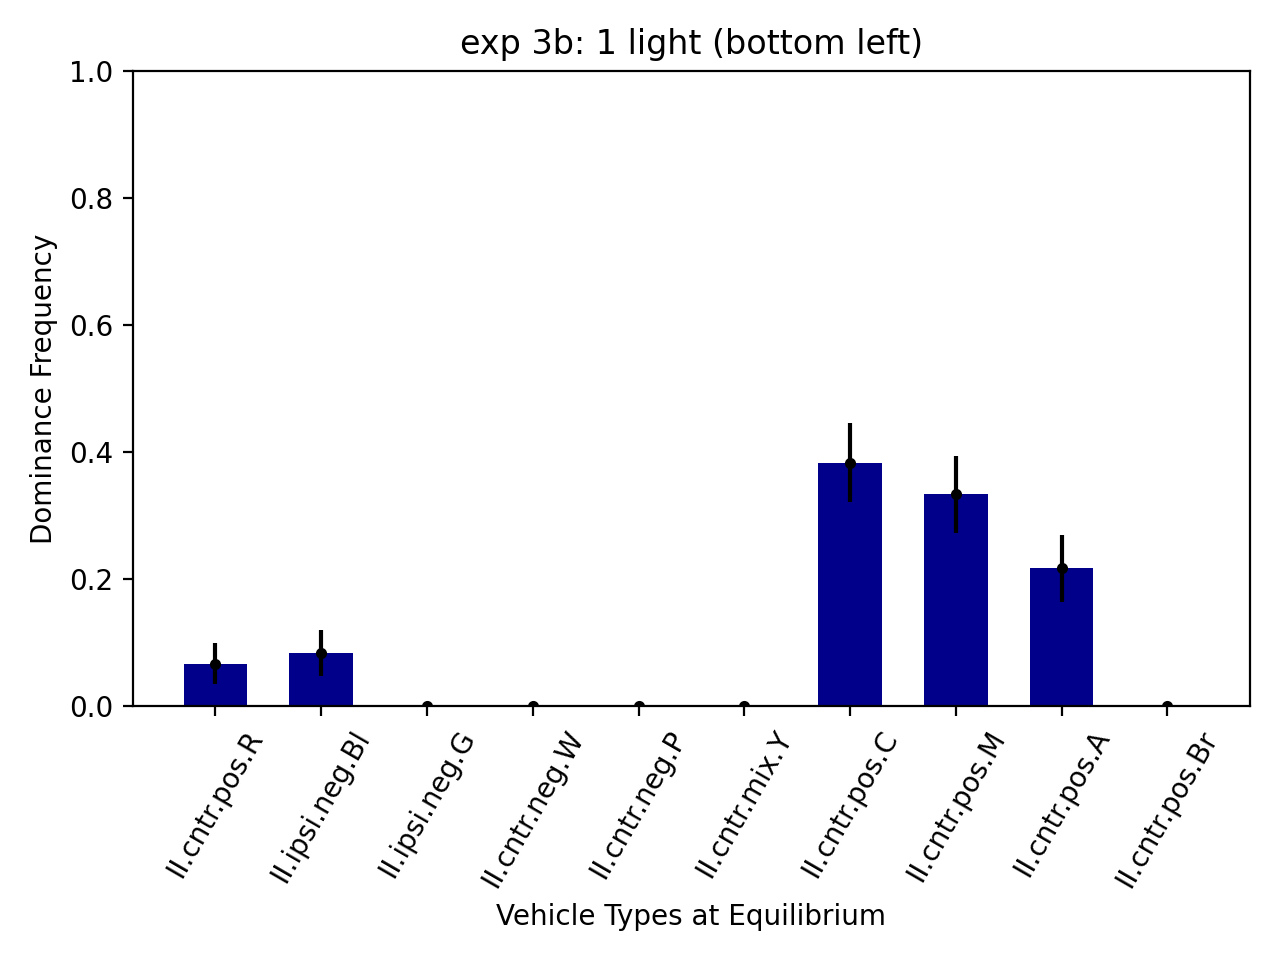 exp 3b: 1 light (bottom left)
1.0
0.8
0.6
0.4
0.2
0.0
Dominance Frequency
II.cntr.pos.R
II.ipsi.neg.Bl
II.ipsi.neg.G
II.cntr.neg.W
II.cntr.neg.P
II.cntr.mix.Y
II.cntr.pos.C
II.cntr.pos.M
II.cntr.pos.A
II.cntr.pos.Br
Vehicle Types at Equilibrium